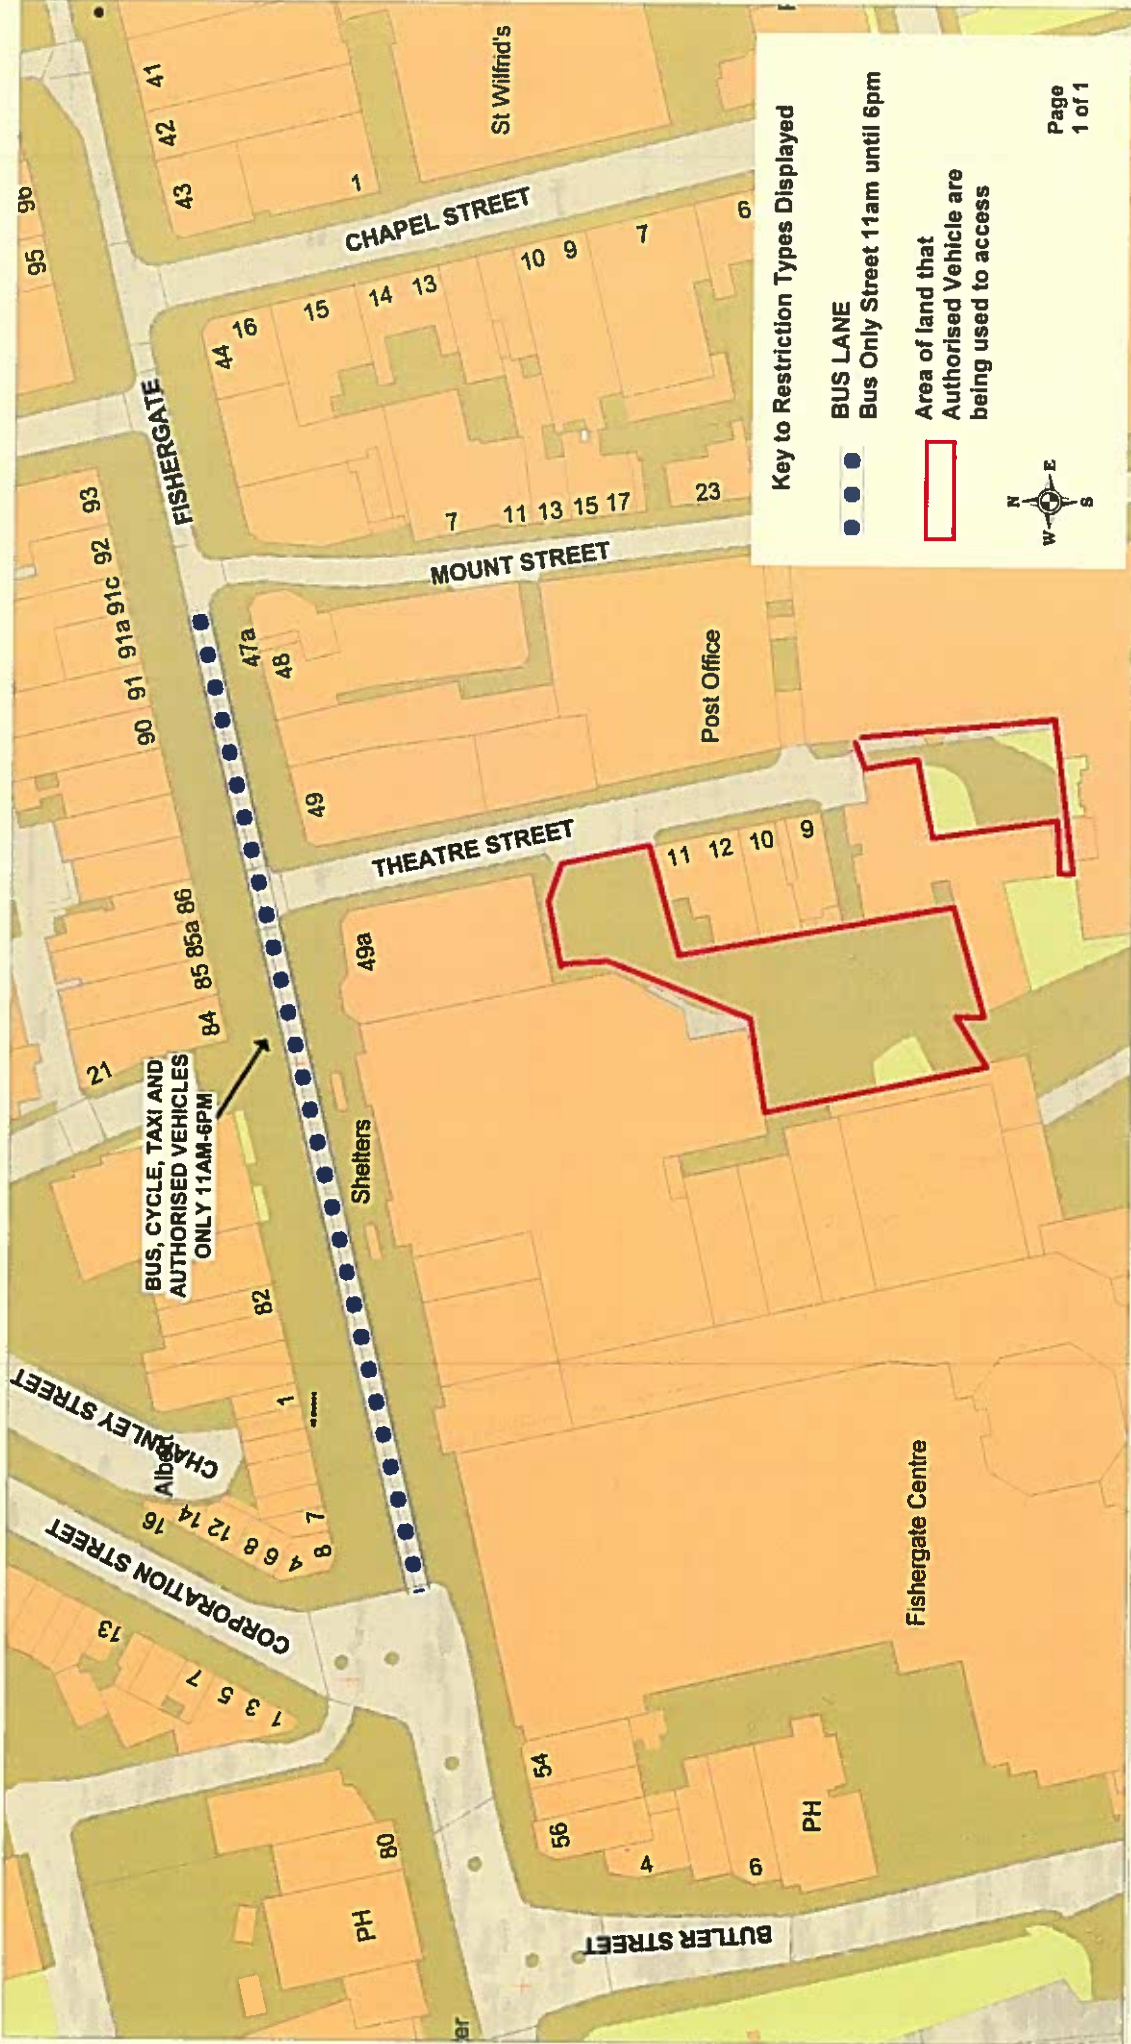 BUS, CYCLE, TAXI AND
AUTHORISED VEHICLES
ONLY 11AM-6PM
CORPORATION STREET
CHARNLEY STREET
FISHERGATE
THEATRE STREET
MOUNT STREET
CHAPEL STREET
BUTLER STREET
Fishergate Centre
Shelters
Post Office
St Wilfrid's
PH
80
PH
54
56
4
6
13
7
5
3
1
16
14
12
8
6
4
8
7
1
82
21
84
85
85a
86
90
91
91a
91c
92
93
95
9b
49a
49
48
47a
11
12
10
9
7
11
13
15
17
23
44
16
15
14
13
10
9
7
6
43
42
41
1
Key to Restriction Types Displayed
BUS LANE
Bus Only Street 11am until 6pm
Area of land that
Authorised Vehicle are
being used to access
N
W
E
S
Page
1 of 1